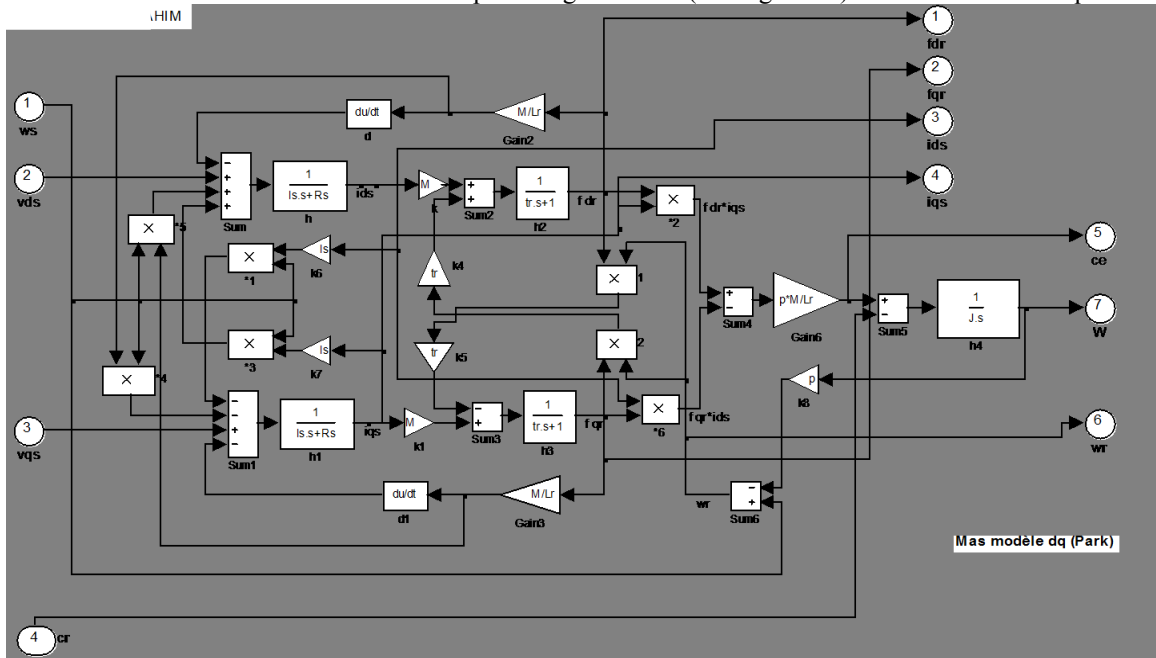 AHIM
1
ws
2
vds
3
vqs
4
cr
1
fdr
2
fqr
3
ids
4
iqs
5
ce
7
W
6
wr
du/dt
d
M/Lr
Gain2
−
+
+
+
Sum
1
ls.s+Rs
h
ids
M
k
+
+
Sum2
1
tr.s+1
h2
fdr
×
*2
fdr*iqs
×
*5
×
*1
ls
k6
tr
k4
×
1
×
*3
ls
k7
tr
k5
×
2
+
−
Sum4
p*M/Lr
Gain6
+
−
Sum5
1
J.s
h4
p
k8
×
*4
−
−
+
−
Sum1
1
ls.s+Rs
h1
iqs
M
k1
−
+
Sum3
1
tr.s+1
h3
fqr
×
*6
fqr*ids
du/dt
d1
M/Lr
Gain3
wr
−
+
Sum6
Mas modèle dq (Park)